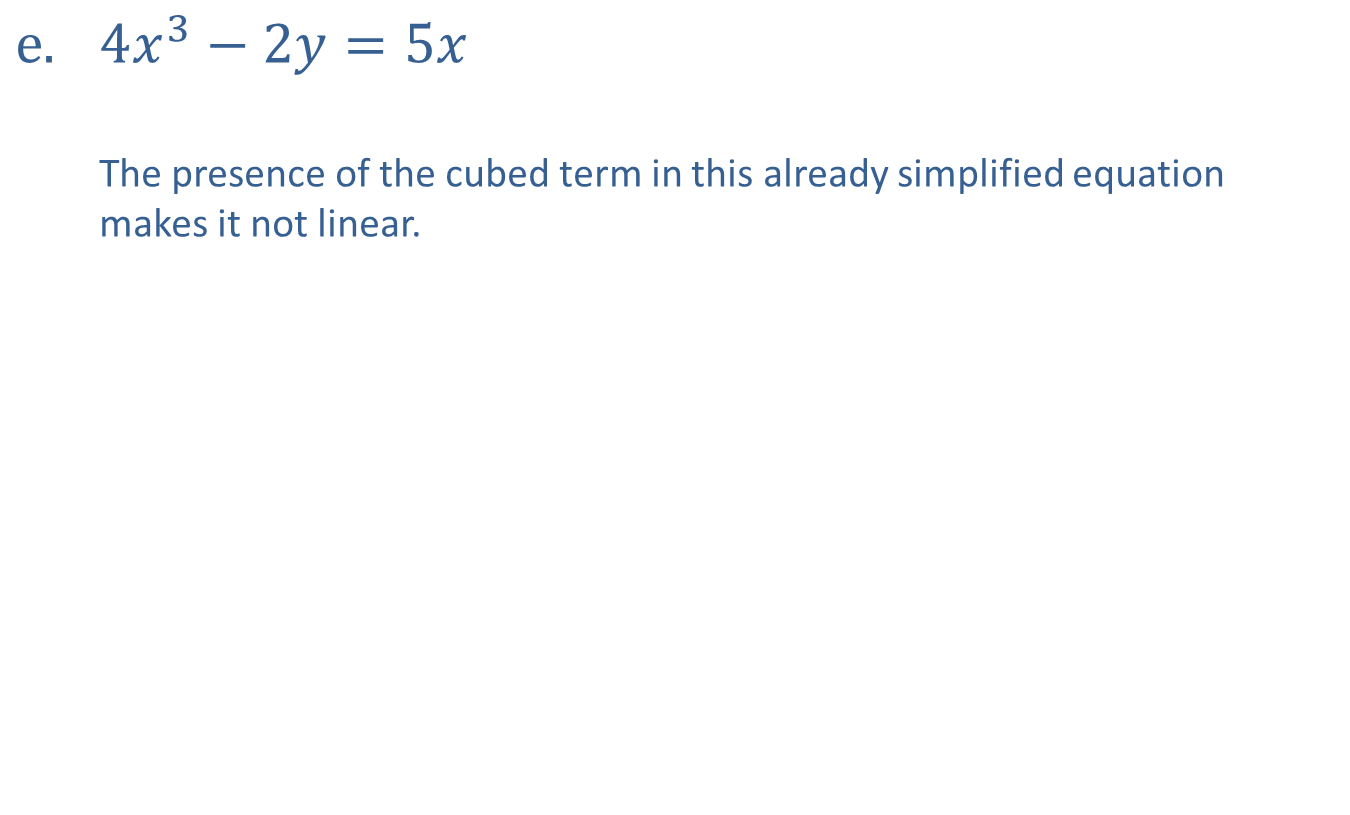 e. 4x³ − 2y = 5x
The presence of the cubed term in this already simplified equation
makes it not linear.